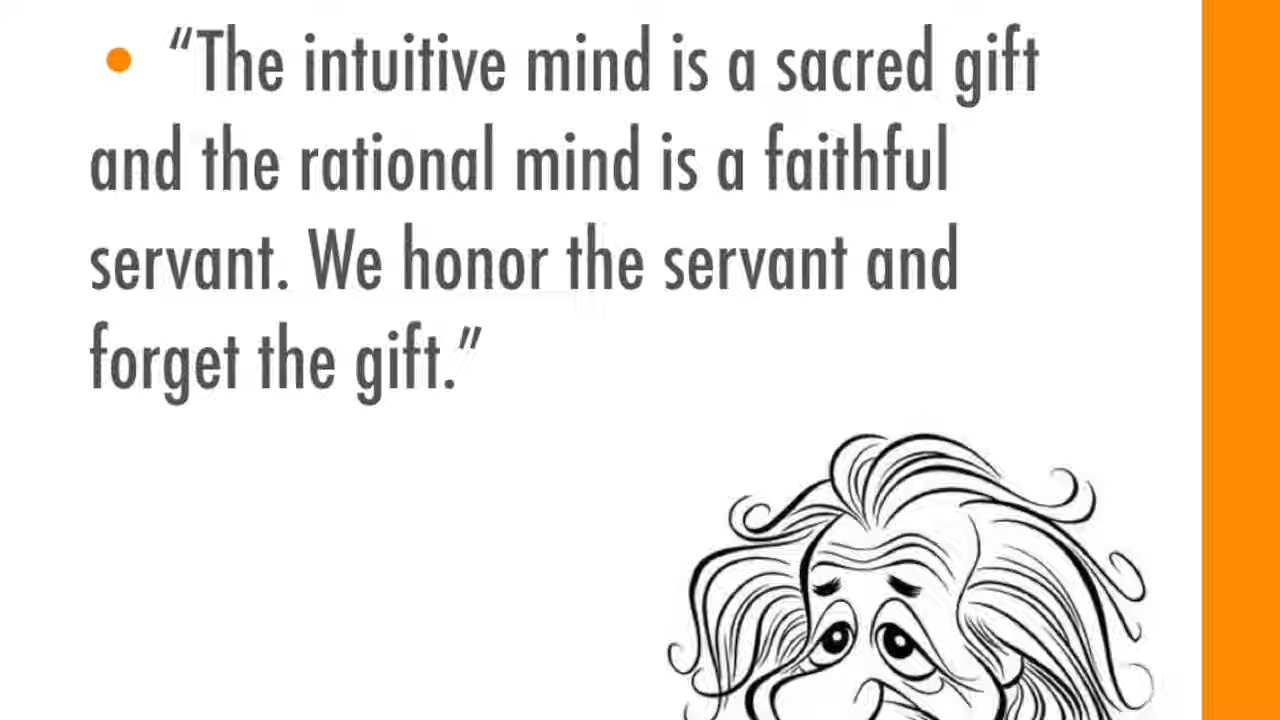 • “The intuitive mind is a sacred gift
and the rational mind is a faithful
servant. We honor the servant and
forget the gift.”